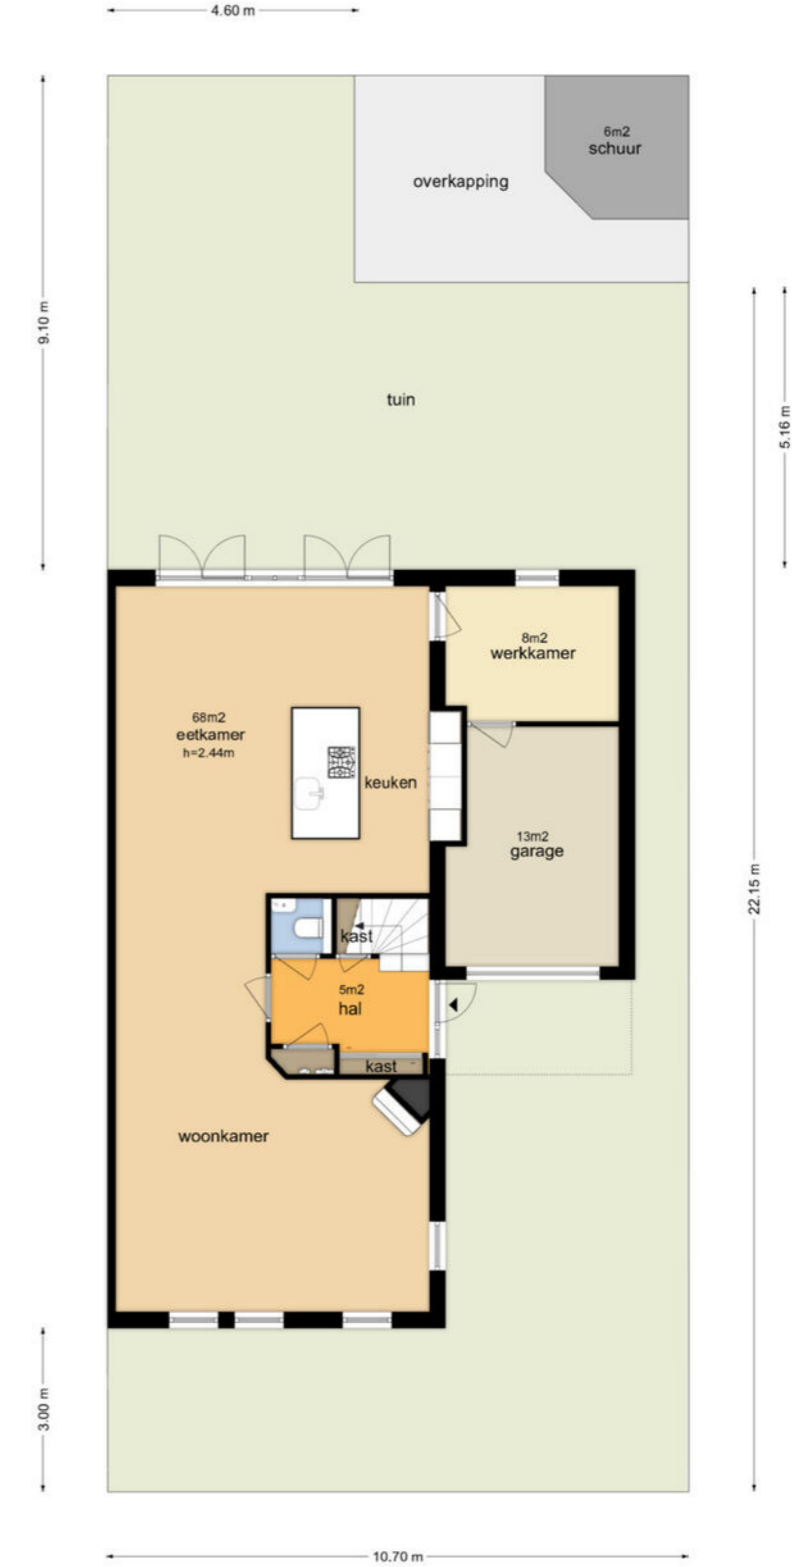 4.60 m
6m2
schuur
overkapping
9.10 m
tuin
5.16 m
8m2
werkkamer
68m2
eetkamer
h=2.44m
keuken
13m2
garage
22.15 m
kast
5m2
hal
kast
woonkamer
3.00 m
10.70 m